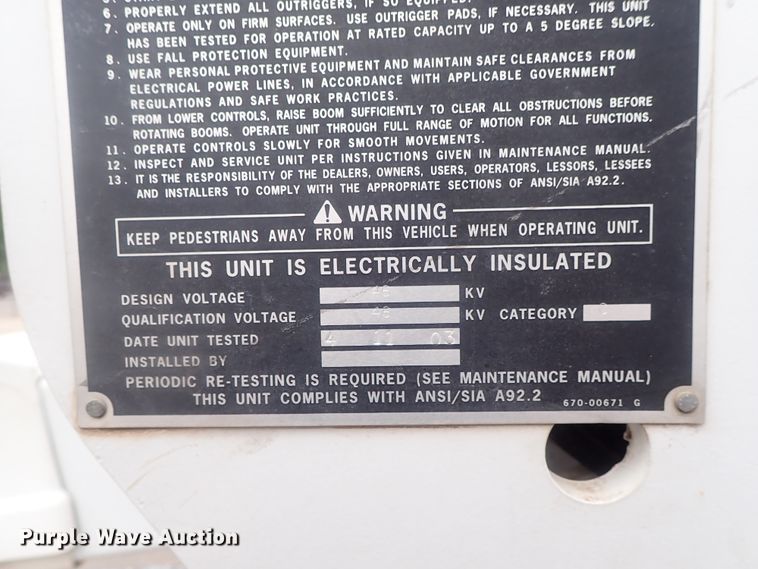 6. PROPERLY EXTEND ALL OUTRIGGERS, IF SO EQUIPPED.
7. OPERATE ONLY ON FIRM SURFACES. USE OUTRIGGER PADS, IF NECESSARY. THIS UNIT
HAS BEEN TESTED FOR OPERATION AT RATED CAPACITY UP TO A 5 DEGREE SLOPE.
8. USE FALL PROTECTION EQUIPMENT.
9. WEAR PERSONAL PROTECTIVE EQUIPMENT AND MAINTAIN SAFE CLEARANCES FROM
ELECTRICAL POWER LINES, IN ACCORDANCE WITH APPLICABLE GOVERNMENT
REGULATIONS AND SAFE WORK PRACTICES.
10. FROM LOWER CONTROLS, RAISE BOOM SUFFICIENTLY TO CLEAR ALL OBSTRUCTIONS BEFORE
ROTATING BOOMS. OPERATE UNIT THROUGH FULL RANGE OF MOTION FOR ALL FUNCTIONS.
11. OPERATE CONTROLS SLOWLY FOR SMOOTH MOVEMENTS.
12. INSPECT AND SERVICE UNIT PER INSTRUCTIONS GIVEN IN MAINTENANCE MANUAL.
13. IT IS THE RESPONSIBILITY OF THE DEALERS, OWNERS, USERS, OPERATORS, LESSORS, LESSEES
AND INSTALLERS TO COMPLY WITH THE APPROPRIATE SECTIONS OF ANSI/SIA A92.2.
WARNING
KEEP PEDESTRIANS AWAY FROM THIS VEHICLE WHEN OPERATING UNIT.
THIS UNIT IS ELECTRICALLY INSULATED
DESIGN VOLTAGE 46 KV
QUALIFICATION VOLTAGE 46 KV CATEGORY C
DATE UNIT TESTED 4 11 03
INSTALLED BY
PERIODIC RE-TESTING IS REQUIRED (SEE MAINTENANCE MANUAL)
THIS UNIT COMPLIES WITH ANSI/SIA A92.2
670-00671 G
Purple Wave Auction